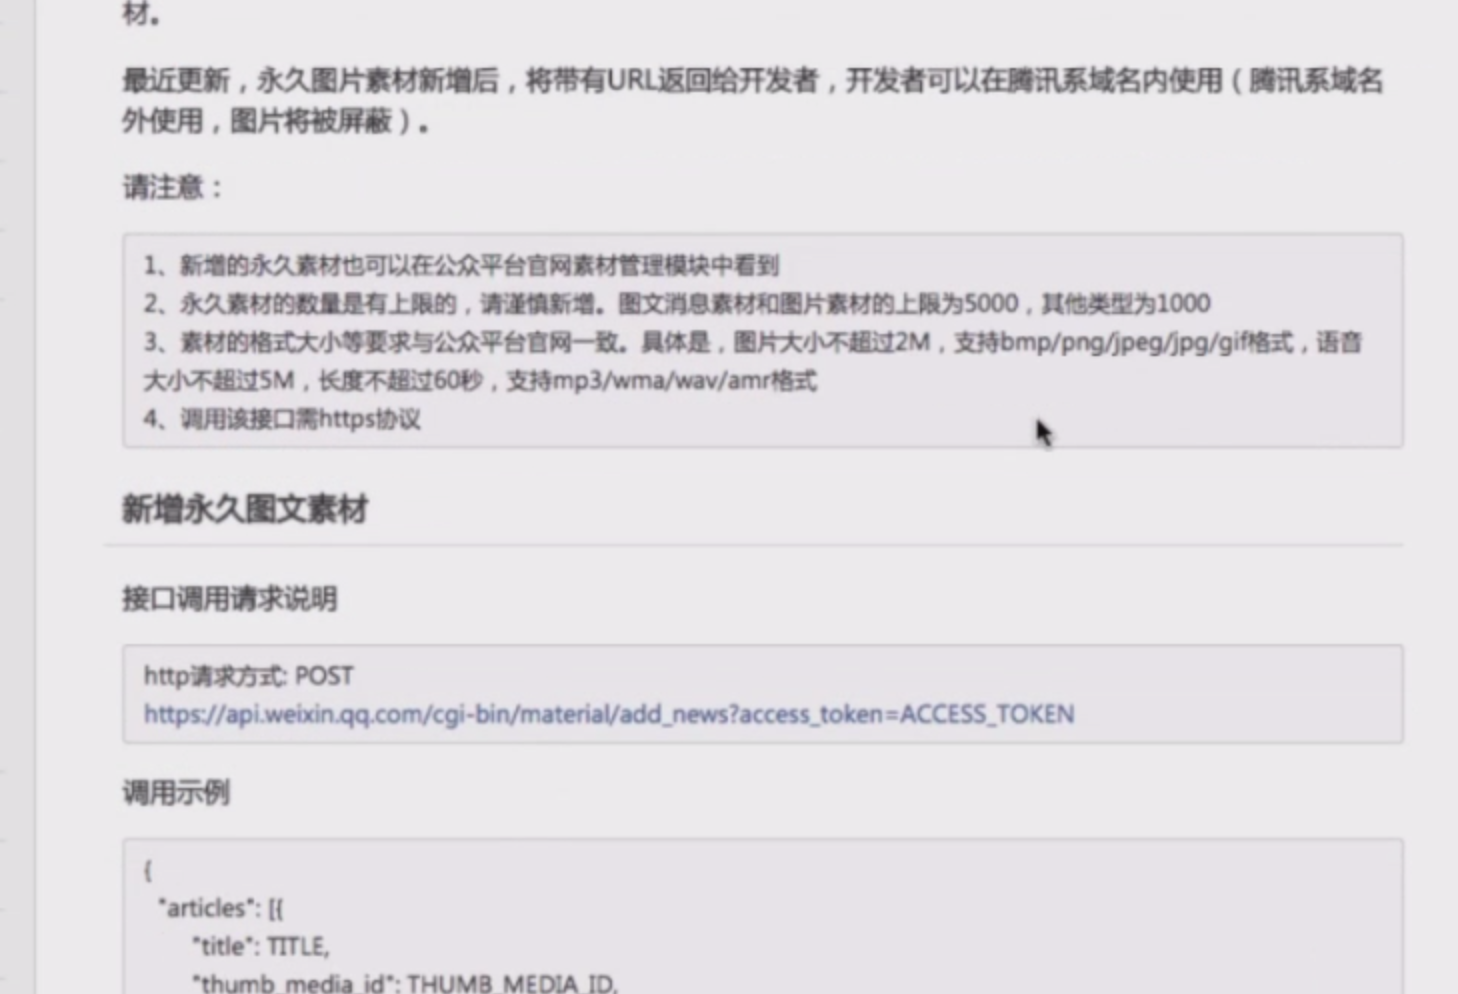 材。
最近更新，永久图片素材新增后，将带有URL返回给开发者，开发者可以在腾讯系域名内使用（腾讯系域名
外使用，图片将被屏蔽）。
请注意：
1、新增的永久素材也可以在公众平台官网素材管理模块中看到
2、永久素材的数量是有上限的，请谨慎新增。图文消息素材和图片素材的上限为5000，其他类型为1000
3、素材的格式大小等要求与公众平台官网一致。具体是，图片大小不超过2M，支持bmp/png/jpeg/jpg/gif格式，语音
大小不超过5M，长度不超过60秒，支持mp3/wma/wav/amr格式
4、调用该接口需https协议
新增永久图文素材
接口调用请求说明
http请求方式: POST
https://api.weixin.qq.com/cgi-bin/material/add_news?access_token=ACCESS_TOKEN
调用示例
{
"articles": [{
"title": TITLE,
"thumb_media_id": THUMB_MEDIA_ID,